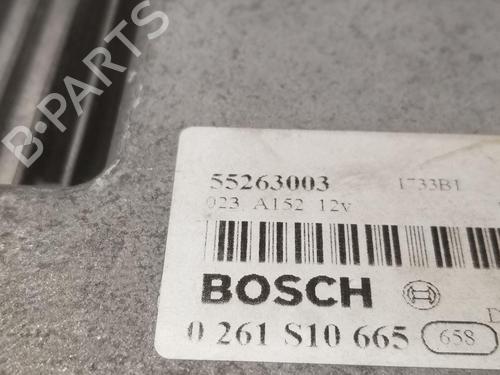 B-PARTS
55263003 1733B1
023 A152 12v
BOSCH
0 261 S10 665 658